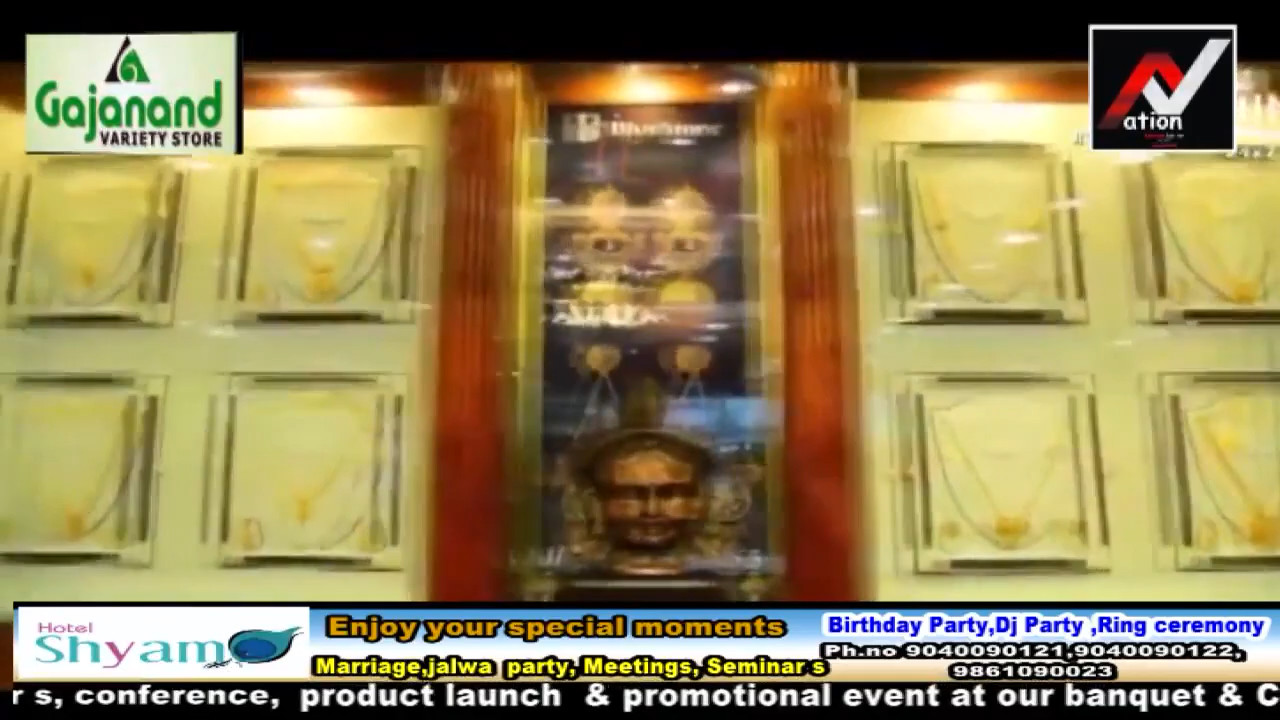 Gajanand
VARIETY STORE
Nation
Hotel
Shyam
Enjoy your special moments
Marriage,jalwa party, Meetings, Seminar s
Birthday Party,Dj Party ,Ring ceremony
Ph.no 9040090121,9040090122,
9861090023
r s, conference, product launch & promotional event at our banquet & C